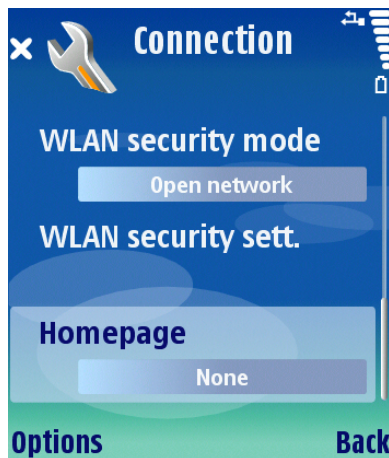 Connection
WLAN security mode
Open network
WLAN security sett.
Homepage
None
Options
Back